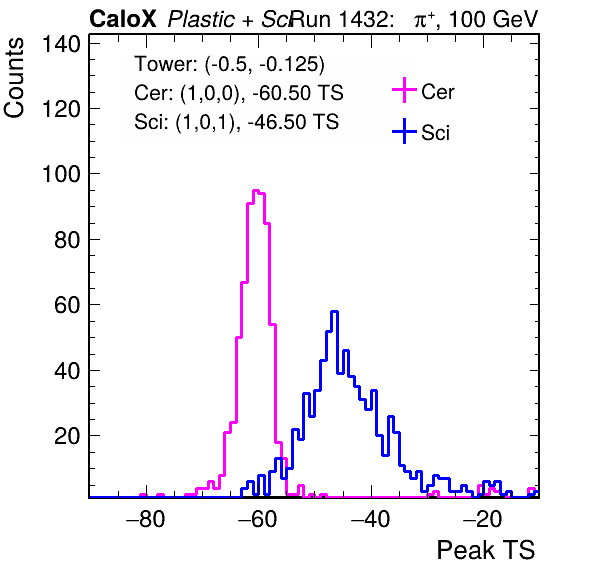 CaloX Plastic + Sci Run 1432: π⁺, 100 GeV
Counts
140
120
100
80
60
40
20
Tower: (-0.5, -0.125)
Cer: (1,0,0), -60.50 TS
Sci: (1,0,1), -46.50 TS
Cer
Sci
−80 −60 −40 −20
Peak TS